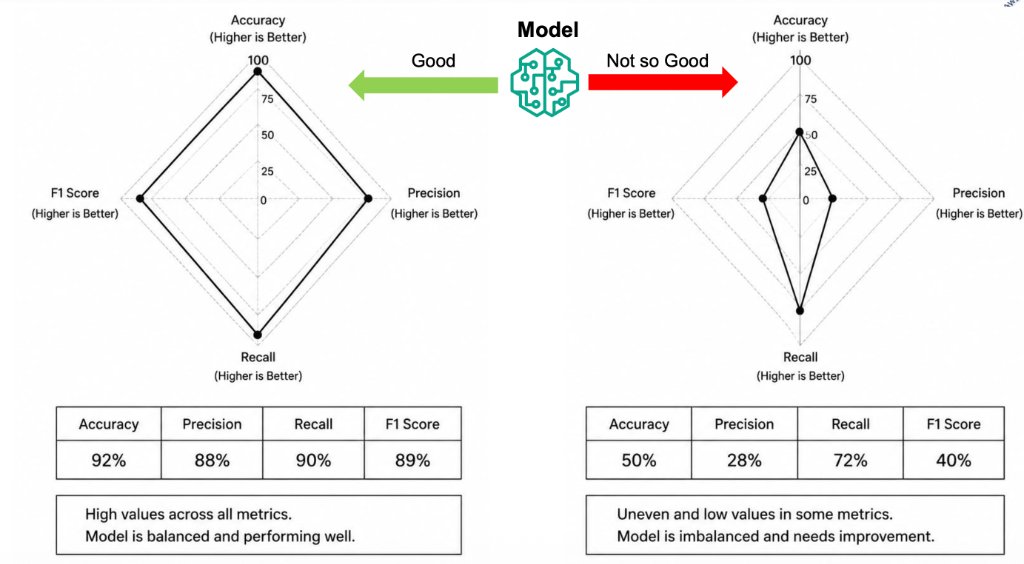 Model
Good
Not so Good
Accuracy
(Higher is Better)
100
75
50
25
0
F1 Score
(Higher is Better)
Precision
(Higher is Better)
Recall
(Higher is Better)
Accuracy Precision Recall F1 Score
92% 88% 90% 89%
High values across all metrics.
Model is balanced and performing well.
Accuracy
(Higher is Better)
100
75
50
25
0
F1 Score
(Higher is Better)
Precision
(Higher is Better)
Recall
(Higher is Better)
Accuracy Precision Recall F1 Score
50% 28% 72% 40%
Uneven and low values in some metrics.
Model is imbalanced and needs improvement.